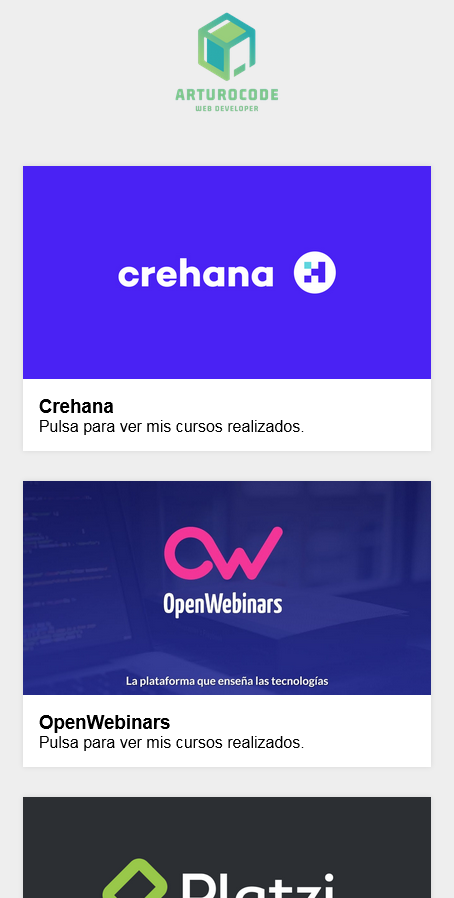 ARTUROCODE
WEB DEVELOPER
crehana
Crehana
Pulsa para ver mis cursos realizados.
OpenWebinars
La plataforma que enseña las tecnologías
OpenWebinars
Pulsa para ver mis cursos realizados.
Platzi